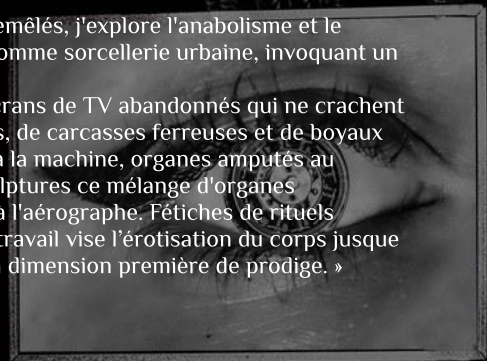 emêlés, j'explore l'anabolisme et le
omme sorcellerie urbaine, invoquant un
crans de TV abandonnés qui ne crachent
s, de carcasses ferreuses et de boyaux
à la machine, organes amputés au
lptures ce mélange d'organes
à l'aérographe. Fétiches de rituels
travail vise l’érotisation du corps jusque
dimension première de prodige. »